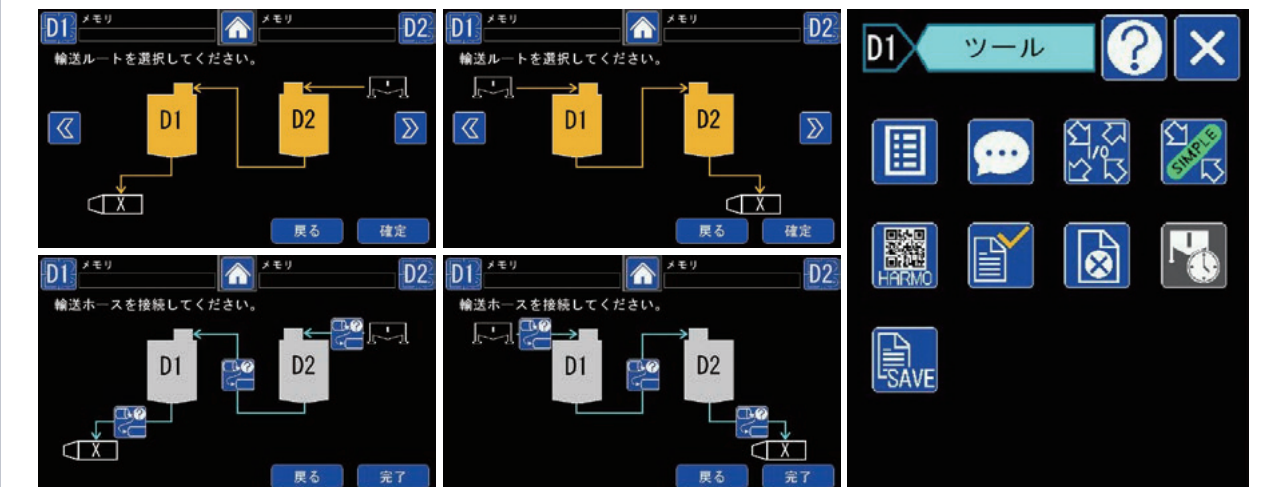 D1 メモリ メモリ D2
輸送ルートを選択してください。
D1 D2
X
戻る 確定
D1 メモリ メモリ D2
輸送ルートを選択してください。
D1 D2
X
戻る 確定
D1 メモリ メモリ D2
輸送ホースを接続してください。
D1 D2
X
戻る 完了
D1 メモリ メモリ D2
輸送ホースを接続してください。
D1 D2
X
戻る 完了
D1 ツール ?
I/O SIMPLE
HARMO
SAVE